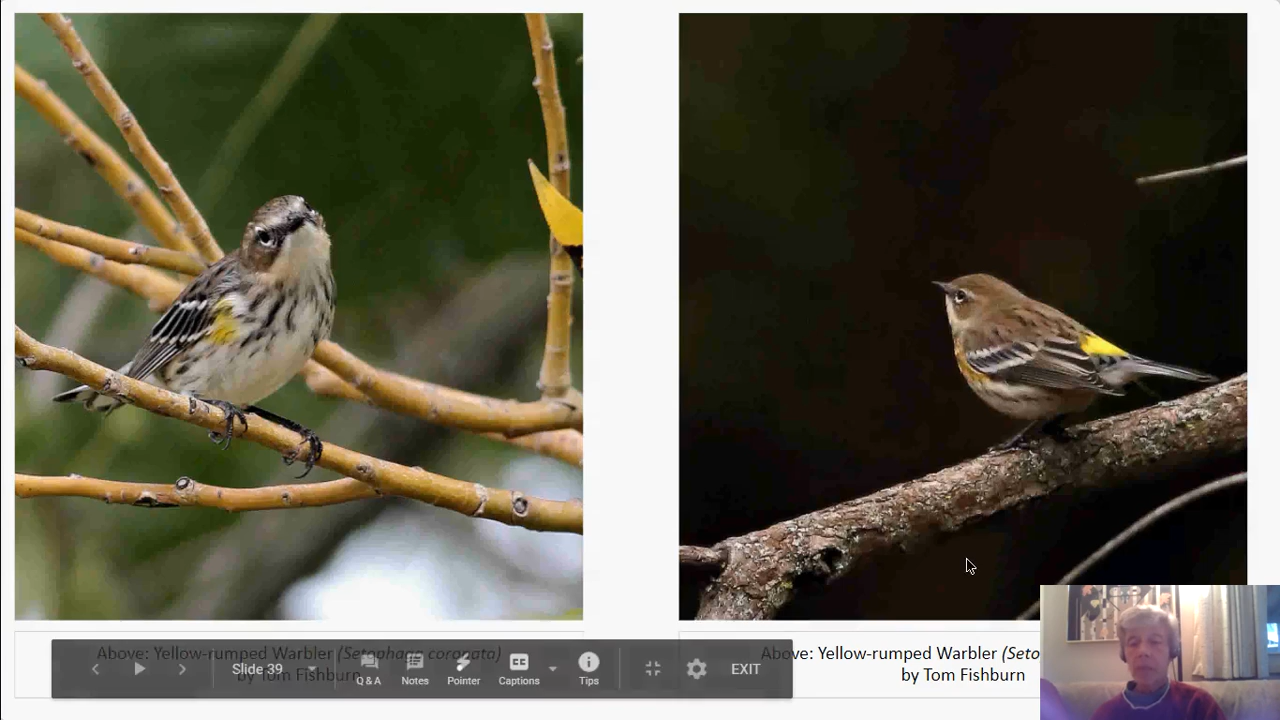 Above: Yellow-rumped Warbler (Setophaga coronata)
by Tom Fishburn
Above: Yellow-rumped Warbler (Seto
by Tom Fishburn
Slide 39
Q & A
Notes
Pointer
Captions
Tips
EXIT